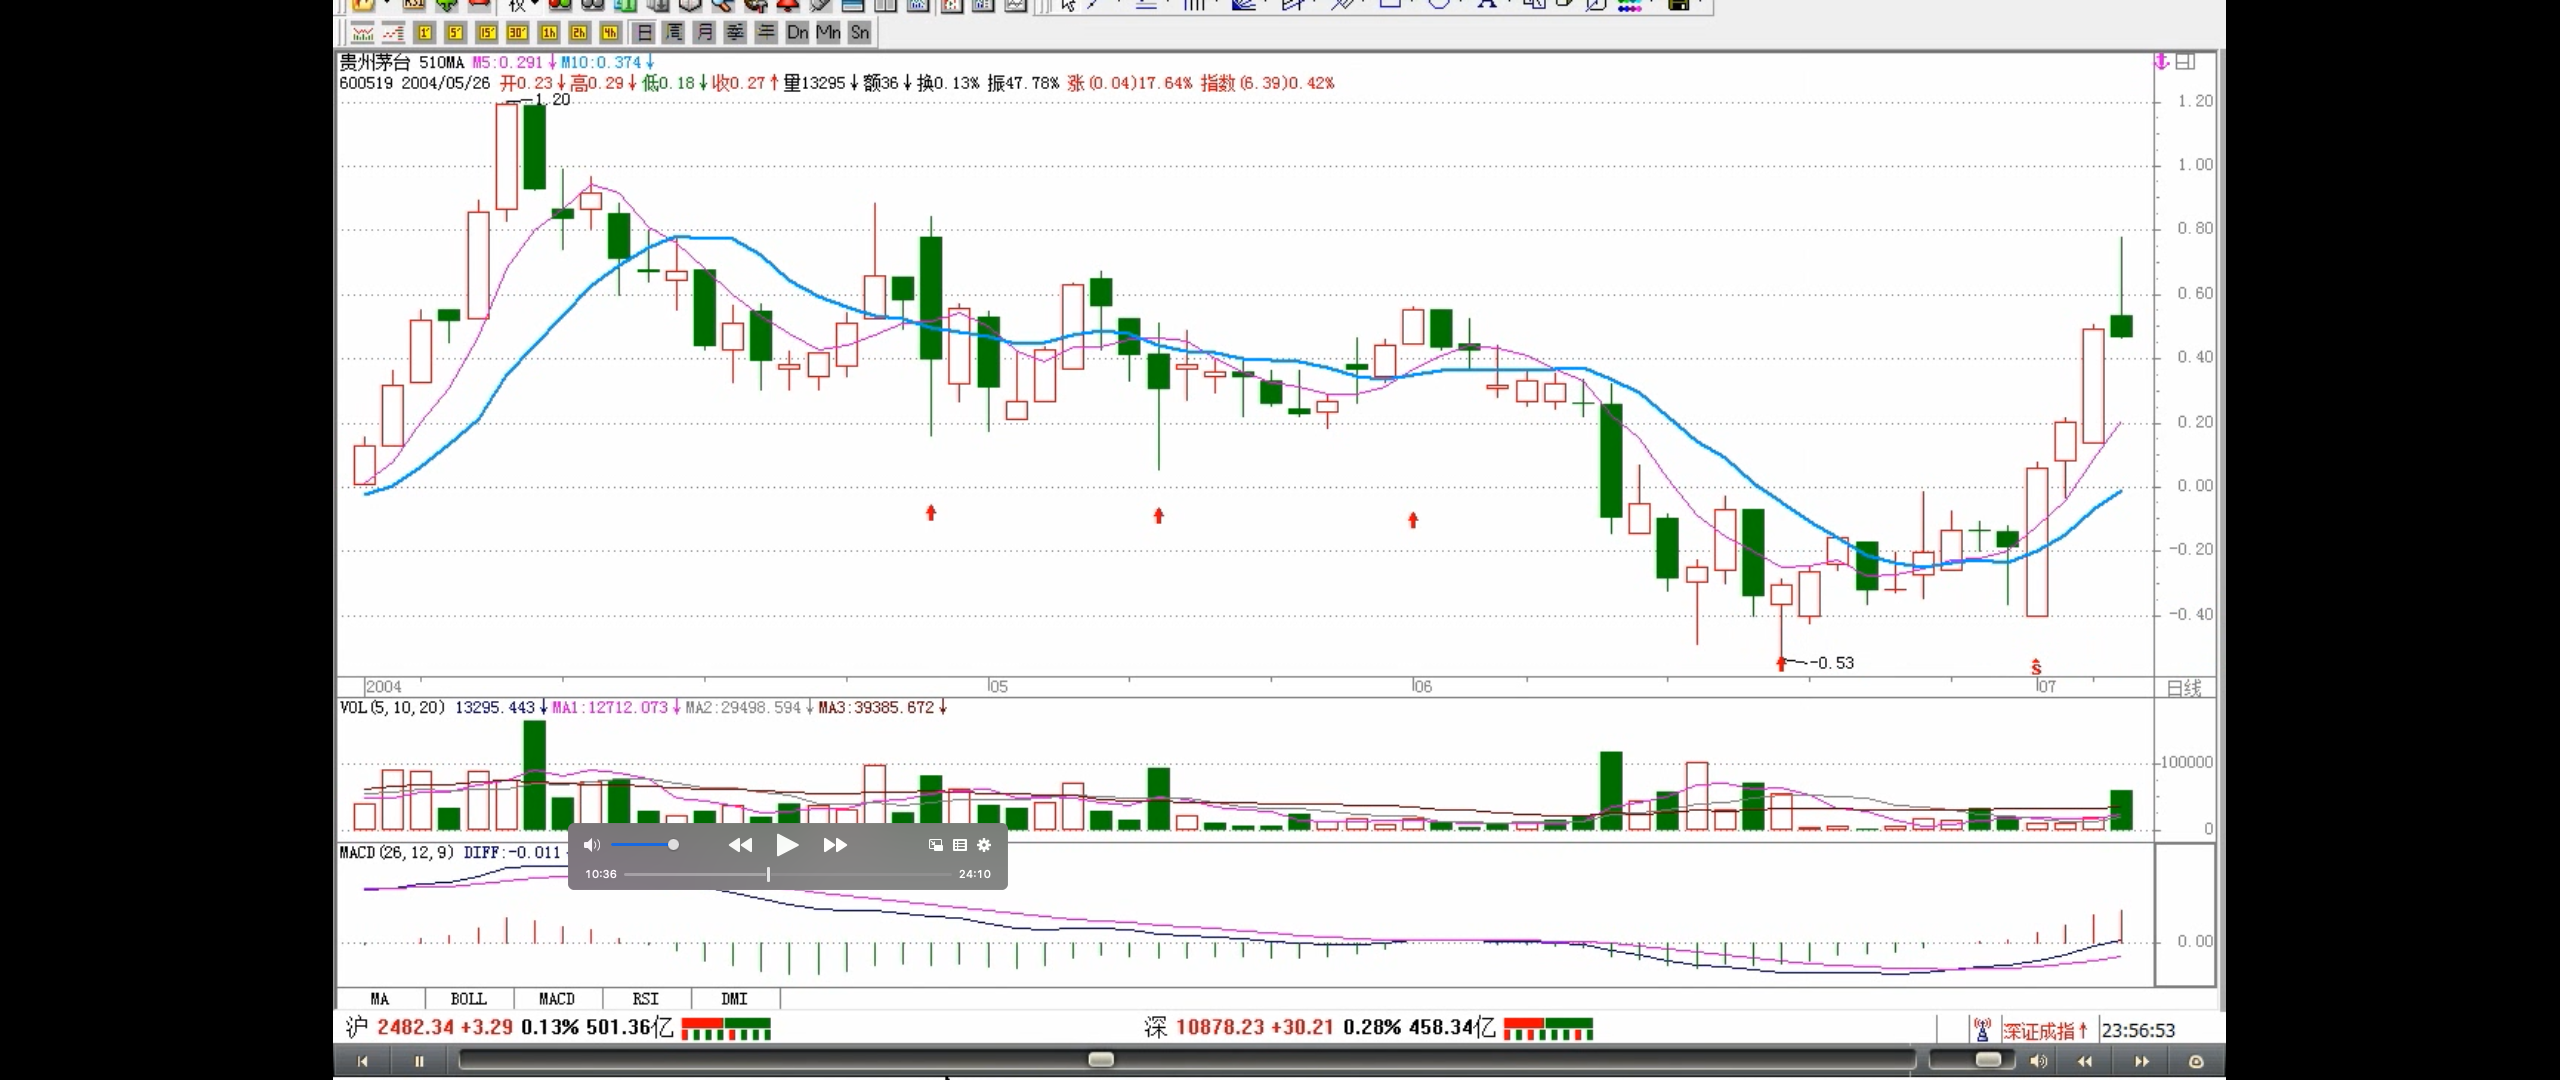 1' 5' 15' 30' 1h 2h 4h 日 周 月 季 年 Dn Mn Sn
贵州茅台 510MA M5:0.291↓M10:0.374↓
600519 2004/05/26 开0.23↓高0.29↓低0.18↓收0.27↑量13295↓额36↓换0.13% 振47.78% 涨(0.04)17.64% 指数(6.39)0.42%
1.20
1.20
1.00
0.80
0.60
0.40
0.20
0.00
-0.20
-0.40
-0.53
S
2004 05 06 07 日线
VOL(5,10,20) 13295.443↓MA1:12712.073↓MA2:29498.594↓MA3:39385.672↓
100000
0
MACD(26,12,9) DIFF:-0.011
10:36 24:10
0.00
MA BOLL MACD RSI DMI
沪 2482.34 +3.29 0.13% 501.36亿 深 10878.23 +30.21 0.28% 458.34亿 深证成指↑ 23:56:53